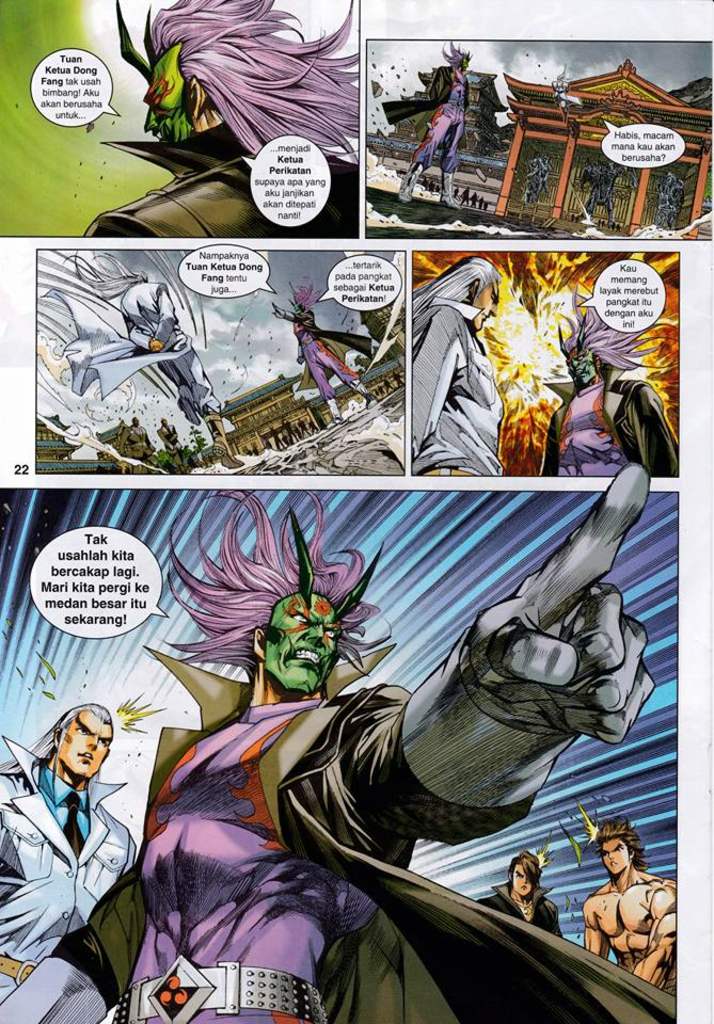 Tuan
Ketua Dong
Fang tak usah
bimbang! Aku
akan berusaha
untuk...
...menjadi
Ketua
Perikatan
supaya apa yang
aku janjikan
akan ditepati
nanti!
Habis, macam
mana kau akan
berusaha?
Nampaknya
Tuan Ketua Dong
Fang tentu
juga...
...tertarik
pada pangkat
sebagai Ketua
Perikatan!
Kau
memang
layak merebut
pangkat itu
dengan aku
ini!
22
Tak
usahlah kita
bercakap lagi.
Mari kita pergi ke
medan besar itu
sekarang!